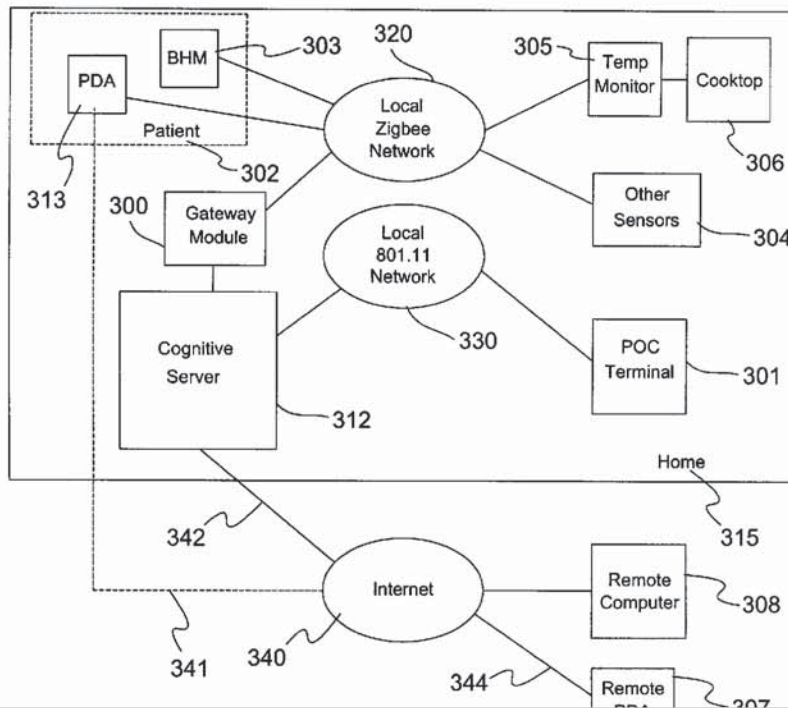 303
320
305
BHM
Temp
Monitor
Cooktop
PDA
Local
Zigbee
Network
Patient
302
306
313
300
Gateway
Module
Other
Sensors
304
Local
801.11
Network
330
Cognitive
Server
POC
Terminal
301
312
Home
342
315
Internet
Remote
Computer
308
341
340
344
Remote